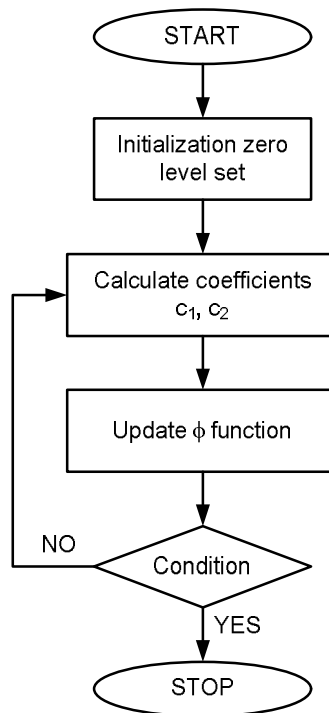 START
Initialization zero
level set
Calculate coefficients
c₁, c₂
Update ϕ function
NO
Condition
YES
STOP